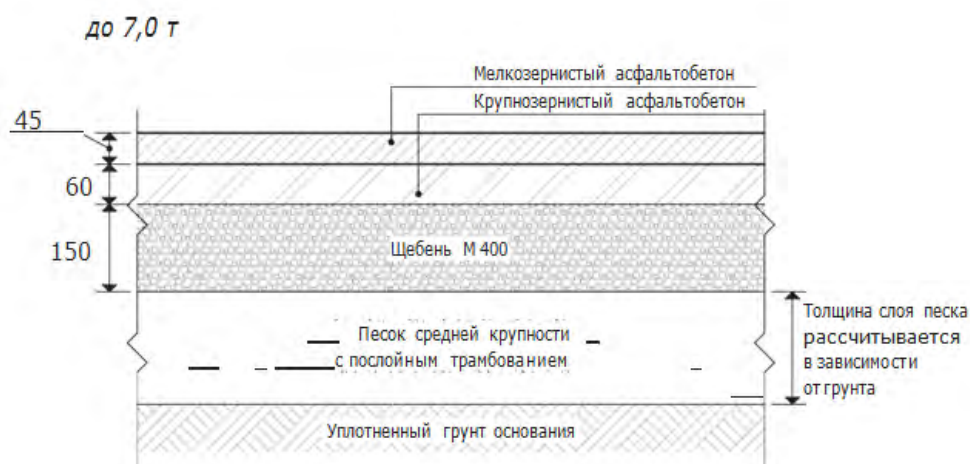 до 7,0 т
Мелкозернистый асфальтобетон
Крупнозернистый асфальтобетон
45
60
150
Щебень М 400
Песок средней крупности
с послойным трамбованием
Толщина слоя песка
рассчитывается
в зависимости
от грунта
Уплотненный грунт основания